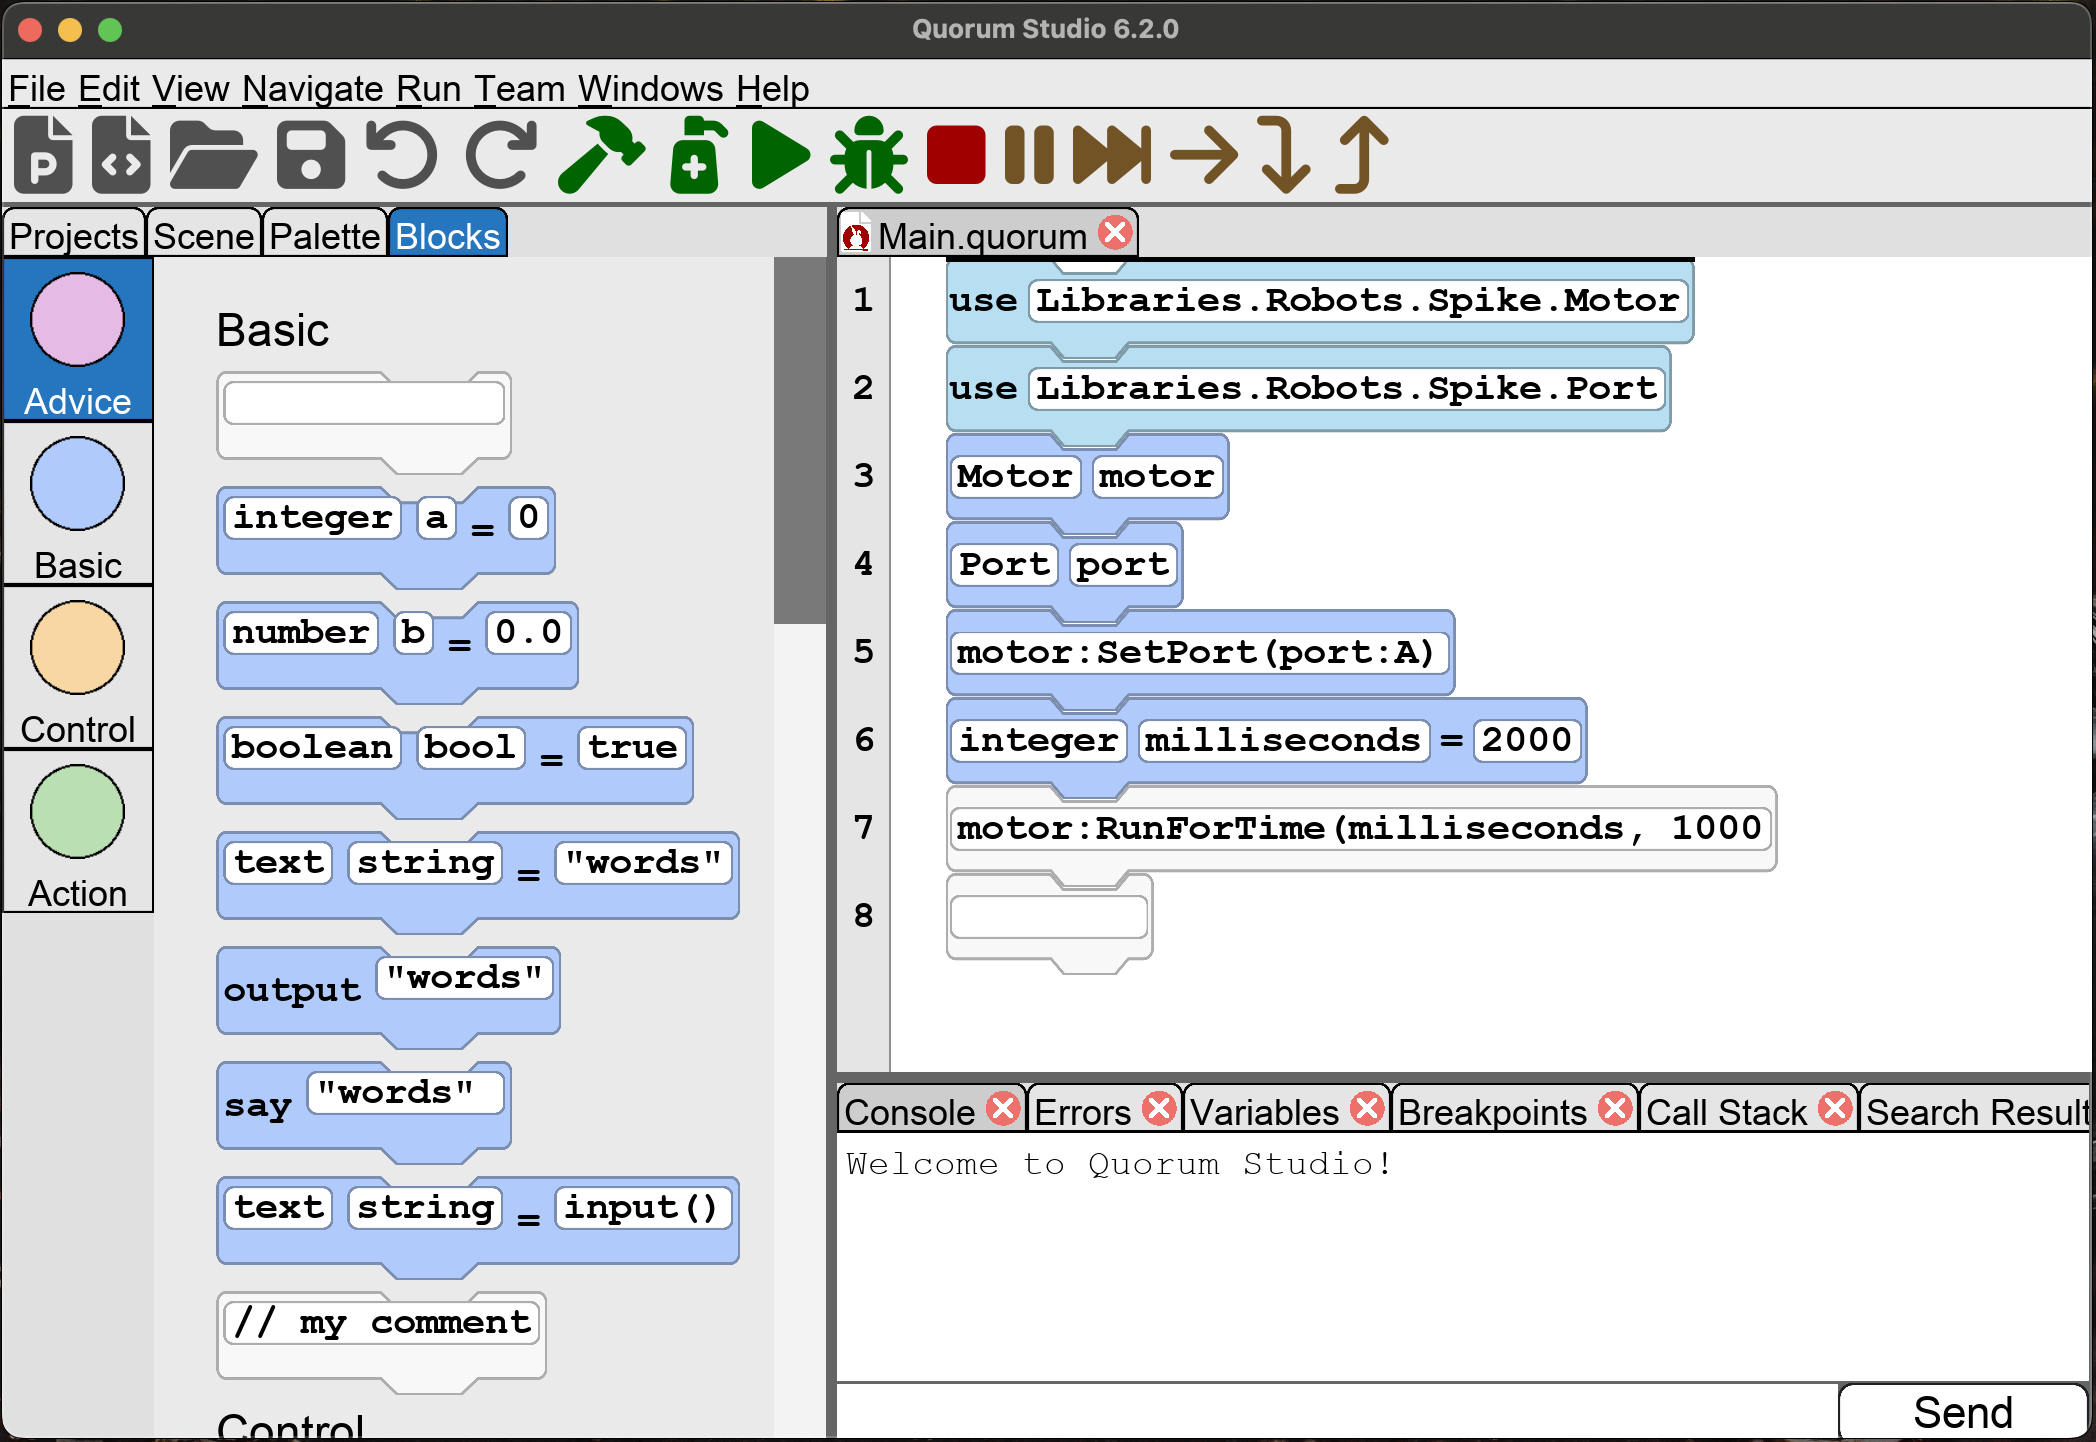 Quorum Studio 6.2.0
File Edit View Navigate Run Team Windows Help
P
Projects Scene Palette Blocks
Advice
Basic
Control
Action
Basic
integer a = 0
number b = 0.0
boolean bool = true
text string = "words"
output "words"
say "words"
text string = input()
// my comment
Control
Main.quorum
1 use Libraries.Robots.Spike.Motor
2 use Libraries.Robots.Spike.Port
3 Motor motor
4 Port port
5 motor:SetPort(port:A)
6 integer milliseconds = 2000
7 motor:RunForTime(milliseconds, 1000
8
Console Errors Variables Breakpoints Call Stack Search Result
Welcome to Quorum Studio!
Send